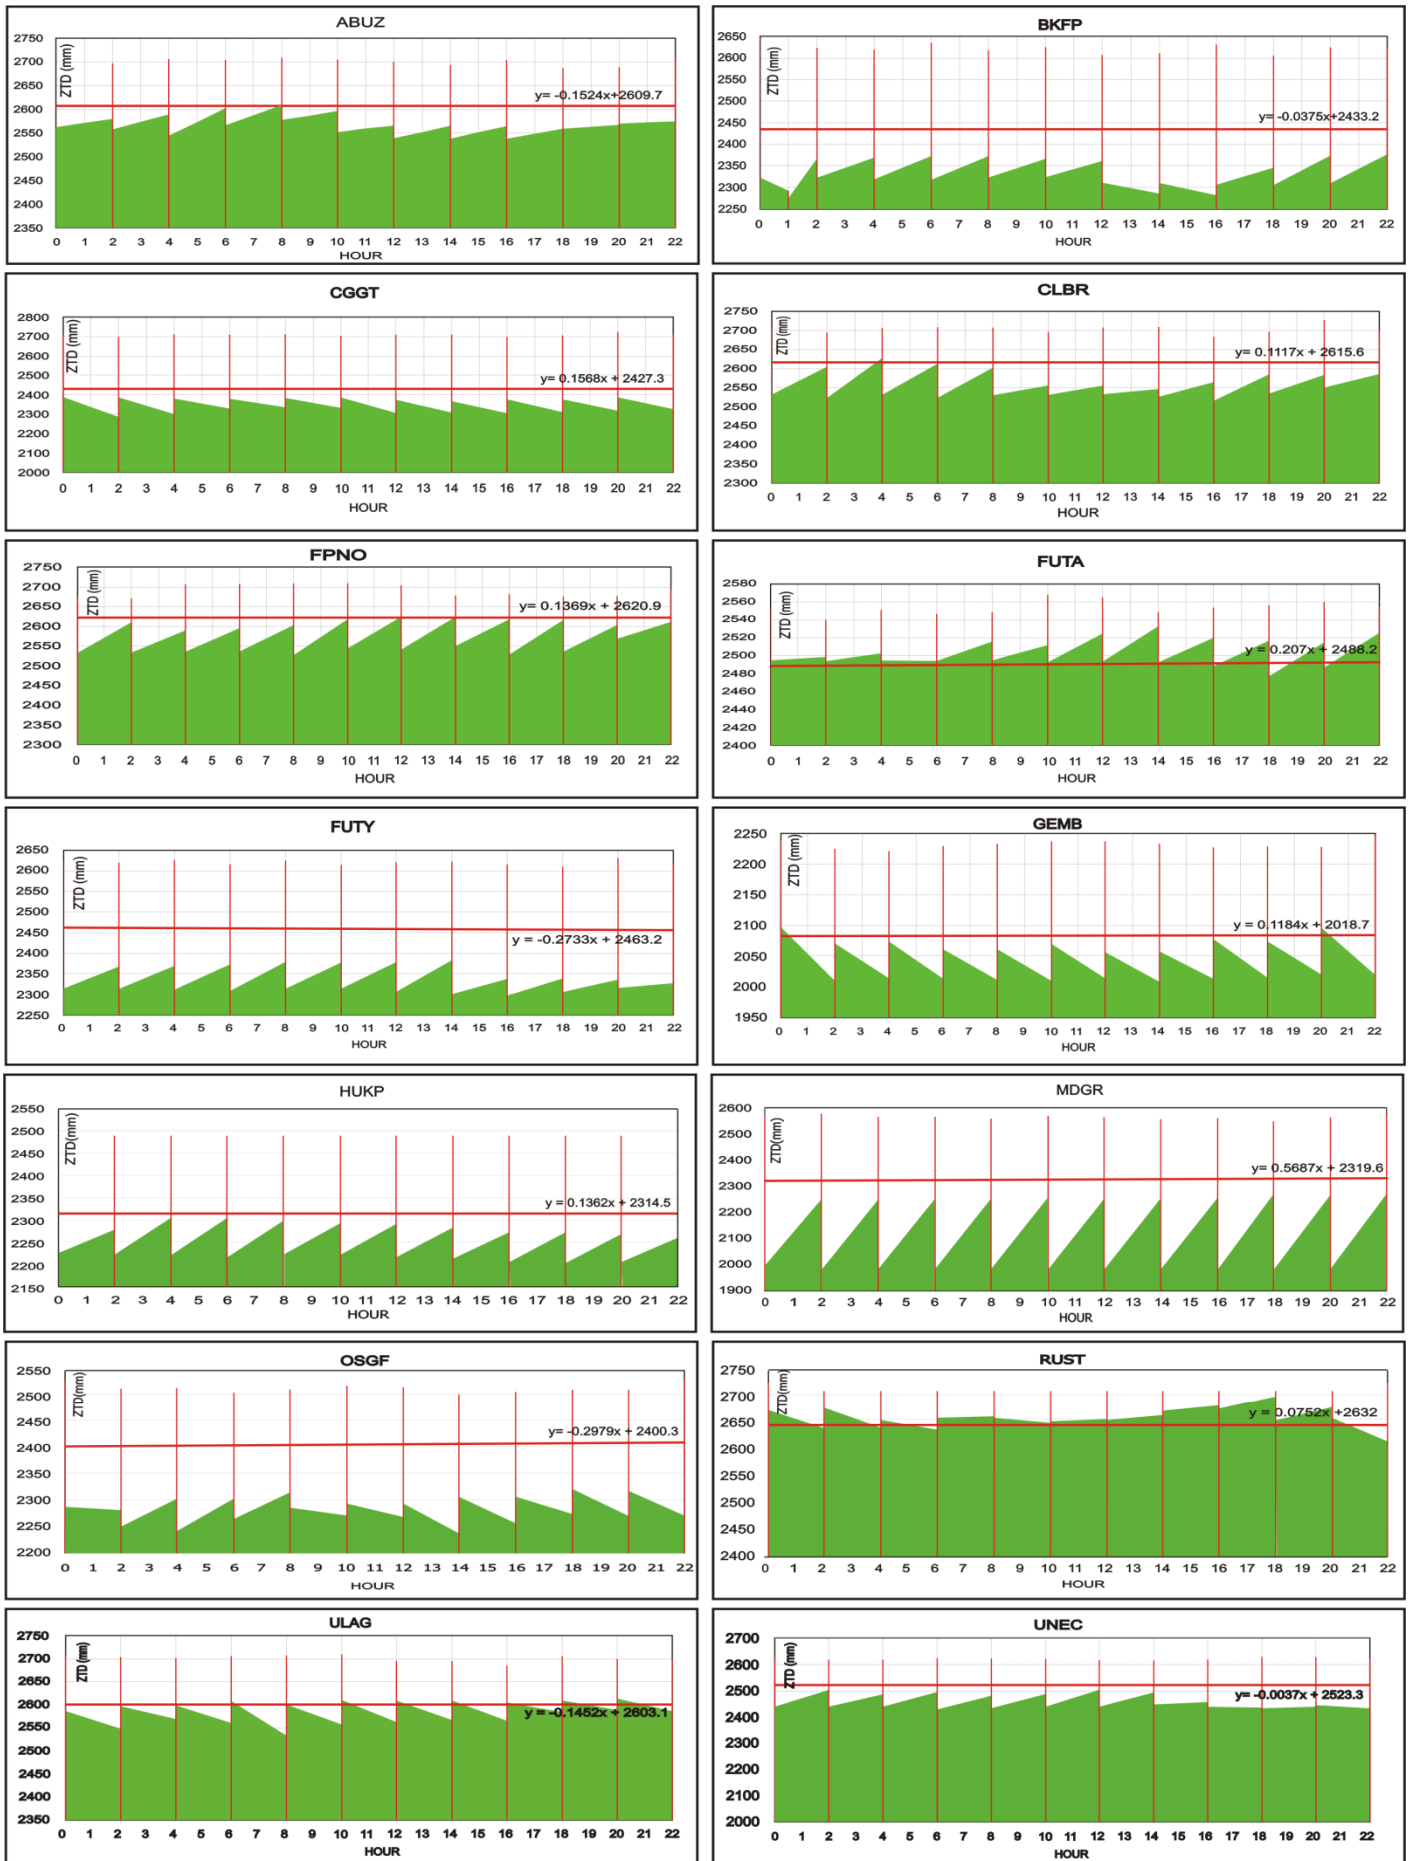 ABUZ
ZTD (mm)
2750
2700
2650
2600
2550
2500
2450
2400
2350
y= -0.1524x+2609.7
0 1 2 3 4 5 6 7 8 9 10 11 12 13 14 15 16 17 18 19 20 21 22
HOUR
BKFP
ZTD (mm)
2650
2600
2550
2500
2450
2400
2350
2300
2250
y= -0.0375x+2433.2
0 1 2 3 4 5 6 7 8 9 10 11 12 13 14 15 16 17 18 19 20 21 22
HOUR
CGGT
ZTD (mm)
2800
2700
2600
2500
2400
2300
2200
2100
2000
y= 0.1568x + 2427.3
0 1 2 3 4 5 6 7 8 9 10 11 12 13 14 15 16 17 18 19 20 21 22
HOUR
CLBR
ZTD (mm)
2750
2700
2650
2600
2550
2500
2450
2400
2350
2300
y= 0.1117x + 2615.6
0 1 2 3 4 5 6 7 8 9 10 11 12 13 14 15 16 17 18 19 20 21 22
HOUR
FPNO
ZTD (mm)
2750
2700
2650
2600
2550
2500
2450
2400
2350
2300
y= 0.1369x + 2620.9
0 1 2 3 4 5 6 7 8 9 10 11 12 13 14 15 16 17 18 19 20 21 22
HOUR
FUTA
ZTD (mm)
2580
2560
2540
2520
2500
2480
2460
2440
2420
2400
y = 0.207x + 2488.2
0 1 2 3 4 5 6 7 8 9 10 11 12 13 14 15 16 17 18 19 20 21 22
HOUR
FUTY
ZTD (mm)
2650
2600
2550
2500
2450
2400
2350
2300
2250
y = -0.2733x + 2463.2
0 1 2 3 4 5 6 7 8 9 10 11 12 13 14 15 16 17 18 19 20 21 22
HOUR
GEMB
ZTD (mm)
2250
2200
2150
2100
2050
2000
1950
y = 0.1184x + 2018.7
0 1 2 3 4 5 6 7 8 9 10 11 12 13 14 15 16 17 18 19 20 21 22
HOUR
HUKP
ZTD(mm)
2550
2500
2450
2400
2350
2300
2250
2200
2150
y = 0.1362x + 2314.5
0 1 2 3 4 5 6 7 8 9 10 11 12 13 14 15 16 17 18 19 20 21 22
HOUR
MDGR
ZTD(mm)
2600
2500
2400
2300
2200
2100
2000
1900
y= 0.5687x + 2319.6
0 1 2 3 4 5 6 7 8 9 10 11 12 13 14 15 16 17 18 19 20 21 22
HOUR
OSGF
ZTD(mm)
2550
2500
2450
2400
2350
2300
2250
2200
y= -0.2979x + 2400.3
0 1 2 3 4 5 6 7 8 9 10 11 12 13 14 15 16 17 18 19 20 21 22
HOUR
RUST
ZTD(mm)
2750
2700
2650
2600
2550
2500
2450
2400
y = 0.0752x +2632
0 1 2 3 4 5 6 7 8 9 10 11 12 13 14 15 16 17 18 19 20 21 22
HOUR
ULAG
ZTD (mm)
2750
2700
2650
2600
2550
2500
2450
2400
2350
y = -0.1452x + 2603.1
0 1 2 3 4 5 6 7 8 9 10 11 12 13 14 15 16 17 18 19 20 21 22
HOUR
UNEC
ZTD (mm)
2700
2600
2500
2400
2300
2200
2100
2000
y= -0.0037x + 2523.3
0 1 2 3 4 5 6 7 8 9 10 11 12 13 14 15 16 17 18 19 20 21 22
HOUR